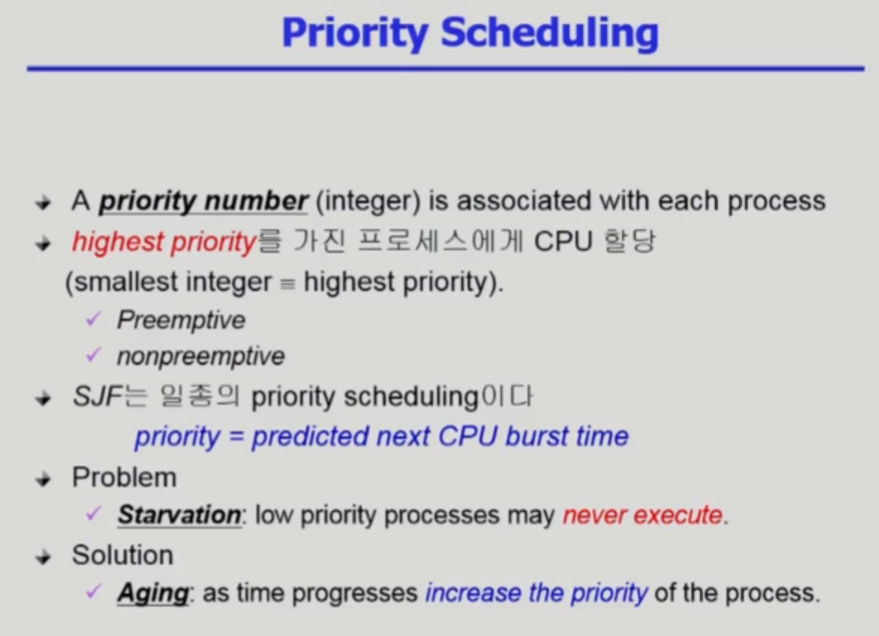 Priority Scheduling
A priority number (integer) is associated with each process
highest priority를 가진 프로세스에게 CPU 할당
(smallest integer ≡ highest priority).
Preemptive
nonpreemptive
SJF는 일종의 priority scheduling이다
priority = predicted next CPU burst time
Problem
Starvation: low priority processes may never execute.
Solution
Aging: as time progresses increase the priority of the process.